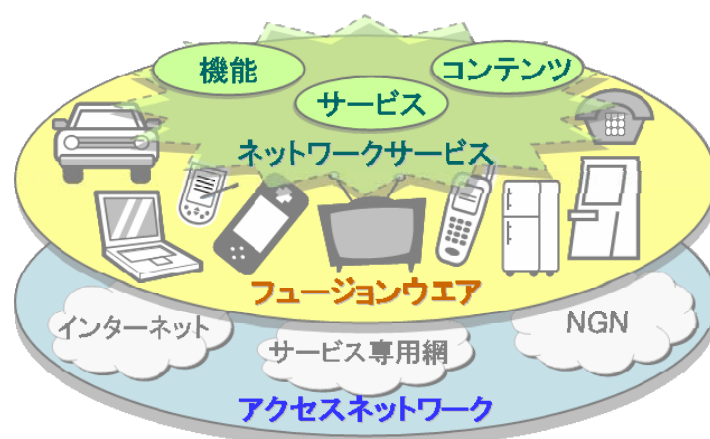 機能
コンテンツ
サービス
ネットワークサービス
フュージョンウエア
インターネット
サービス専用網
NGN
アクセスネットワーク